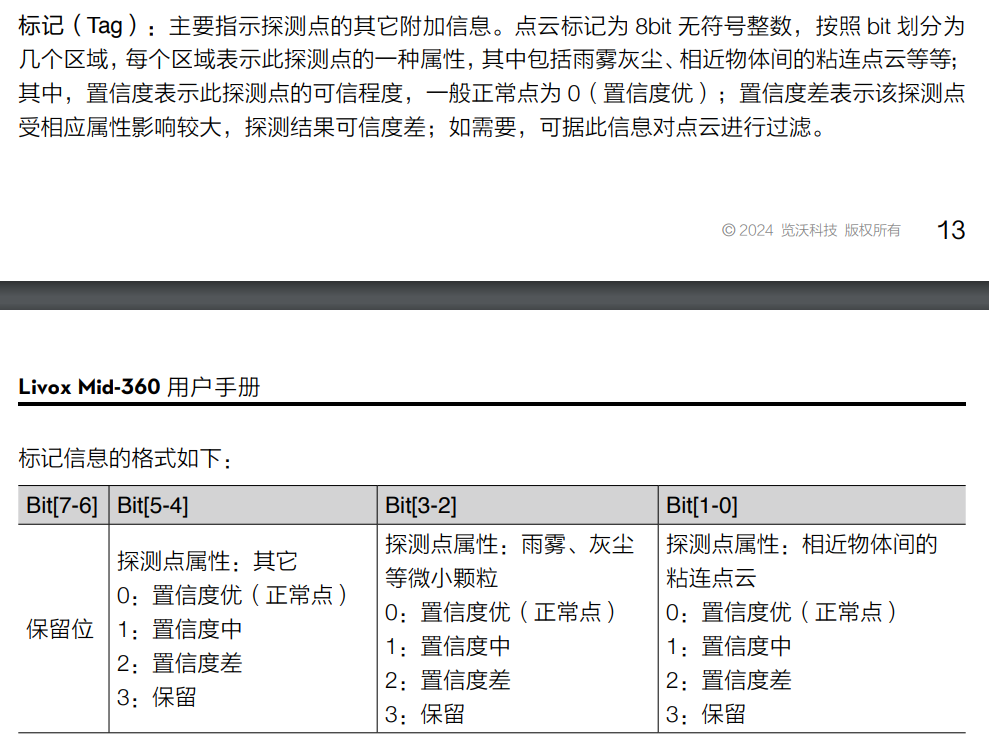 标记（Tag）：主要指示探测点的其它附加信息。点云标记为 8bit 无符号整数，按照 bit 划分为
几个区域，每个区域表示此探测点的一种属性，其中包括雨雾灰尘、相近物体间的粘连点云等等；
其中，置信度表示此探测点的可信程度，一般正常点为 0（置信度优）；置信度差表示该探测点
受相应属性影响较大，探测结果可信度差；如需要，可据此信息对点云进行过滤。
© 2024 览沃科技 版权所有 13
Livox Mid-360 用户手册
标记信息的格式如下：
Bit[7-6] Bit[5-4] Bit[3-2] Bit[1-0]
保留位
探测点属性：其它
0：置信度优（正常点）
1：置信度中
2：置信度差
3：保留
探测点属性：雨雾、灰尘
等微小颗粒
0：置信度优（正常点）
1：置信度中
2：置信度差
3：保留
探测点属性：相近物体间的
粘连点云
0：置信度优（正常点）
1：置信度中
2：置信度差
3：保留